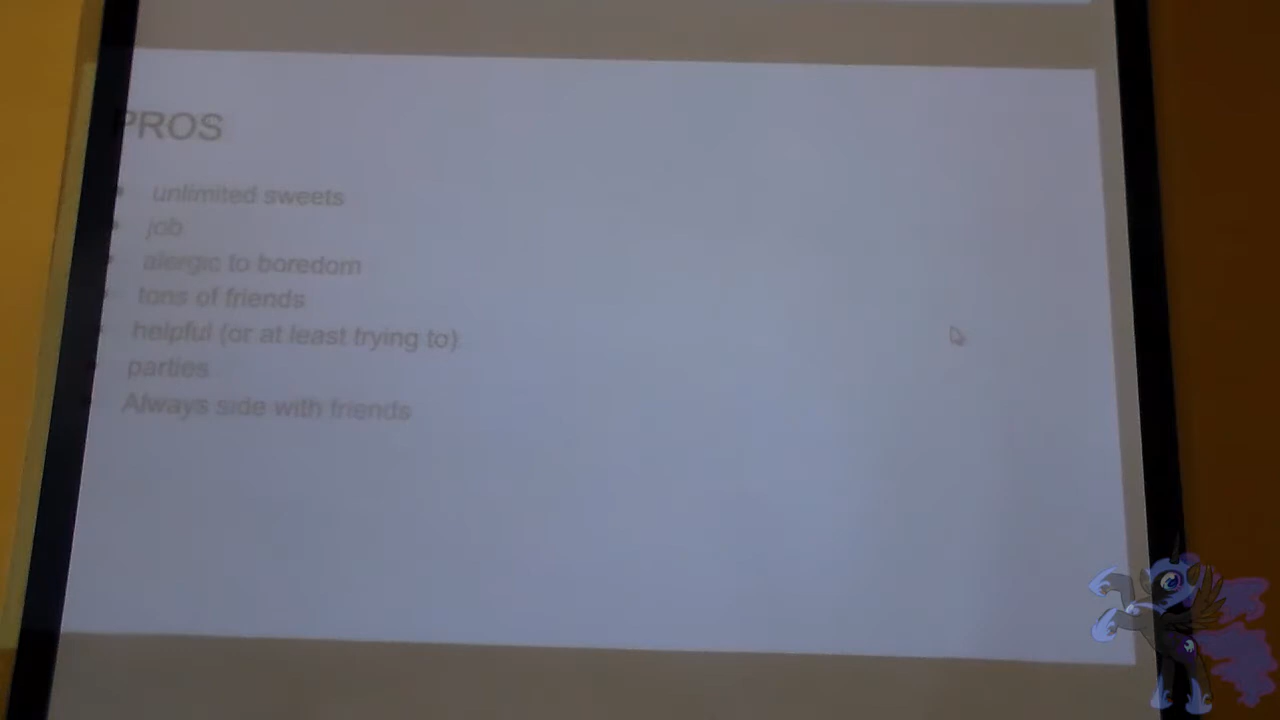 PROS
unlimited sweets
job
alergic to boredom
tons of friends
helpful (or at least trying to)
parties
Always side with friends